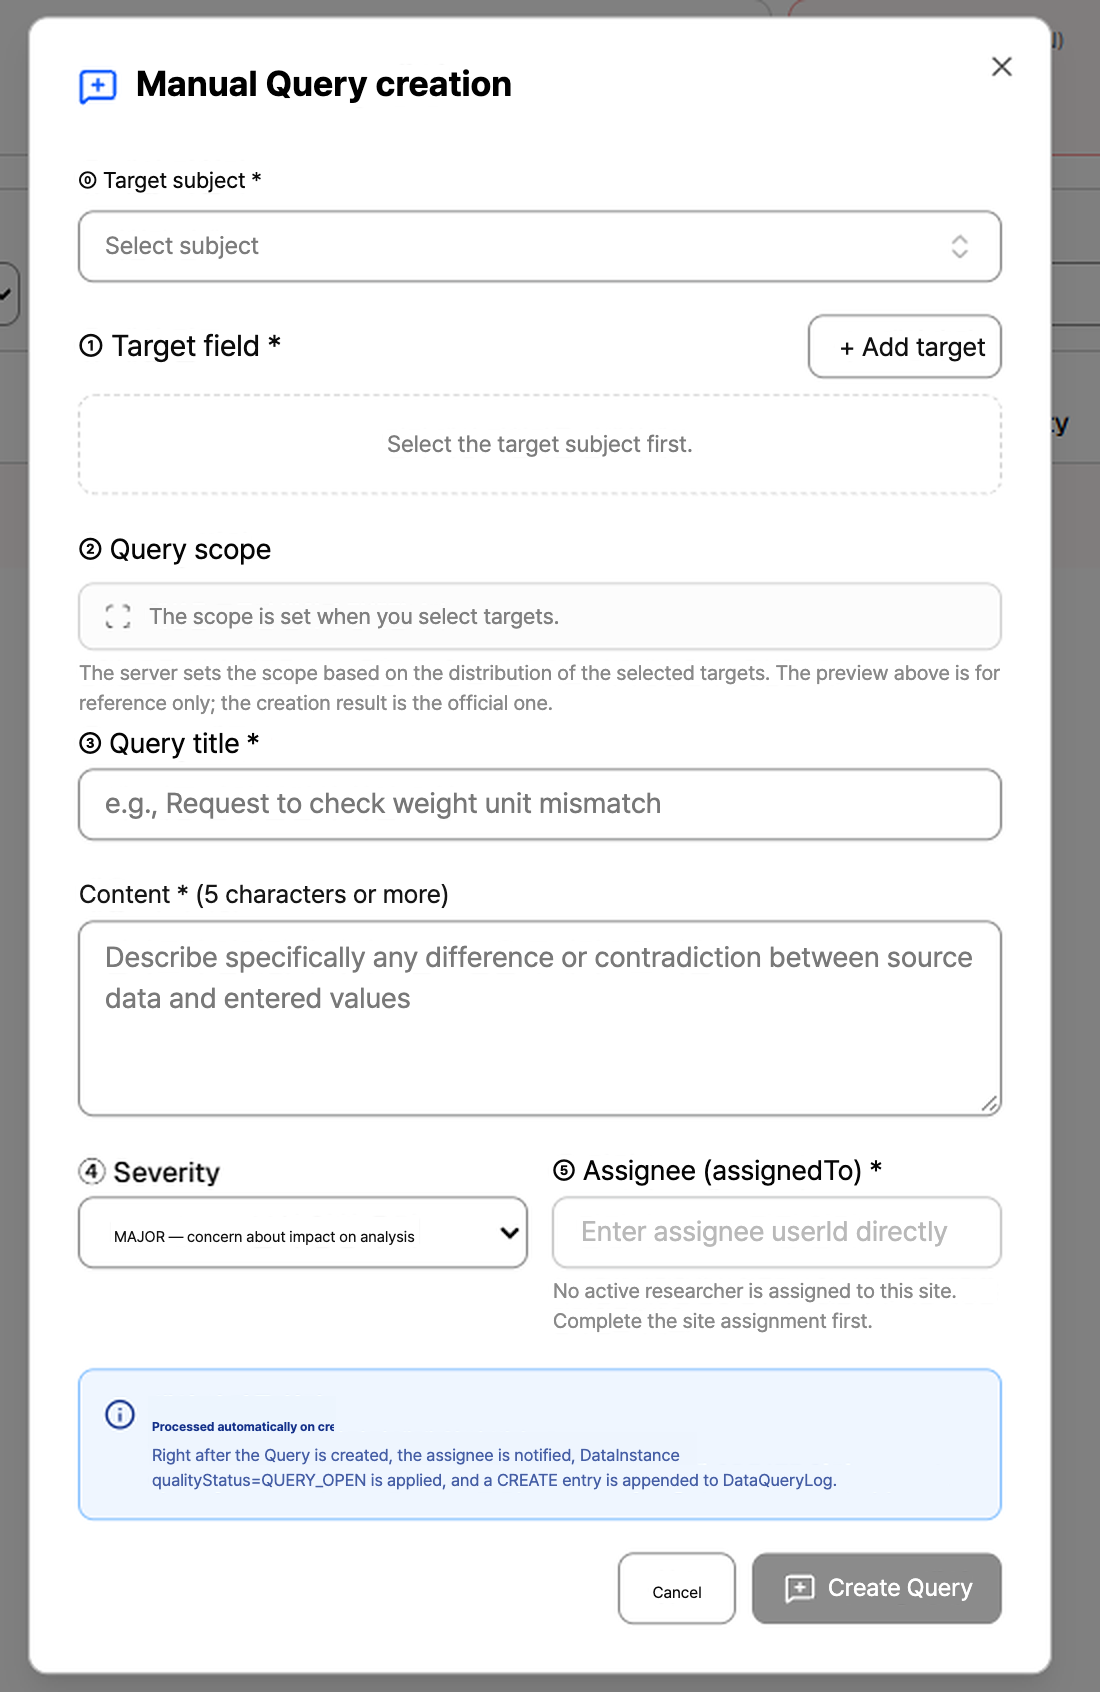 Manual Query creation
⓪ Target subject *
Select subject
① Target field *
+ Add target
Select the target subject first.
② Query scope
The scope is set when you select targets.
The server sets the scope based on the distribution of the selected targets. The preview above is for
reference only; the creation result is the official one.
③ Query title *
e.g., Request to check weight unit mismatch
Content * (5 characters or more)
Describe specifically any difference or contradiction between source
data and entered values
④ Severity
⑤ Assignee (assignedTo) *
MAJOR — concern about impact on analysis
Enter assignee userId directly
No active researcher is assigned to this site.
Complete the site assignment first.
Processed automatically on cre
Right after the Query is created, the assignee is notified, DataInstance
qualityStatus=QUERY_OPEN is applied, and a CREATE entry is appended to DataQueryLog.
Cancel
Create Query